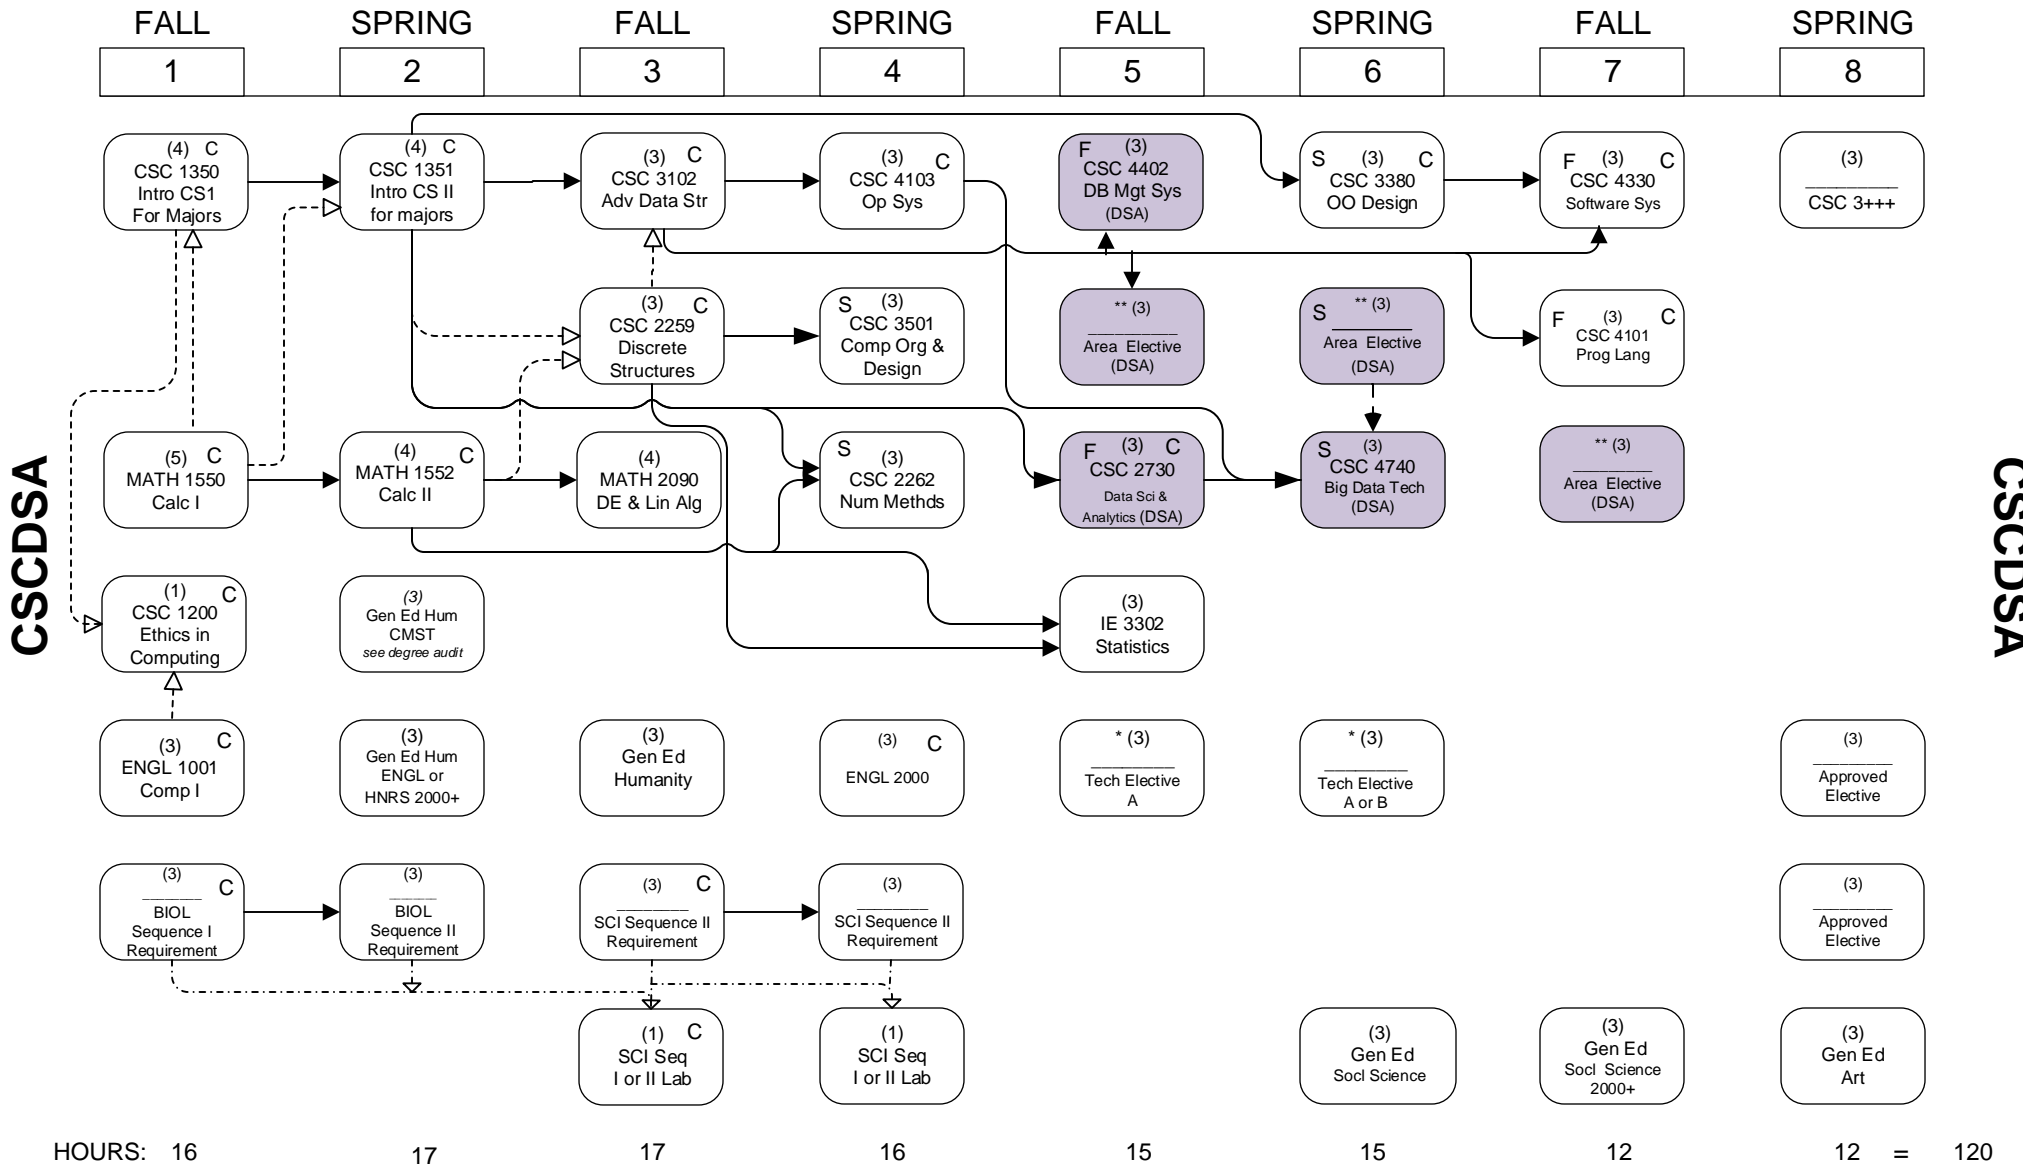 FALL SPRING FALL SPRING FALL SPRING FALL SPRING
1 2 3 4 5 6 7 8
CSCDSA
(4) C
CSC 1350
Intro CS1
For Majors
(4) C
CSC 1351
Intro CS II
for majors
(3) C
CSC 3102
Adv Data Str
(3) C
CSC 4103
Op Sys
F (3)
CSC 4402
DB Mgt Sys
(DSA)
S (3) C
CSC 3380
OO Design
F (3) C
CSC 4330
Software Sys
(3)
__________
CSC 3+++
(3) C
CSC 2259
Discrete
Structures
S (3)
CSC 3501
Comp Org &
Design
** (3)
__________
Area Elective
(DSA)
S ** (3)
__________
Area Elective
(DSA)
F (3) C
CSC 4101
Prog Lang
(5) C
MATH 1550
Calc I
(4) C
MATH 1552
Calc II
(4)
MATH 2090
DE & Lin Alg
S (3)
CSC 2262
Num Methds
F (3) C
CSC 2730
Data Sci &
Analytics (DSA)
S (3)
CSC 4740
Big Data Tech
(DSA)
** (3)
__________
Area Elective
(DSA)
(1) C
CSC 1200
Ethics in
Computing
(3)
Gen Ed Hum
CMST
see degree audit
(3)
IE 3302
Statistics
(3) C
ENGL 1001
Comp I
(3)
Gen Ed Hum
ENGL or
HNRS 2000+
(3)
Gen Ed
Humanity
(3) C
ENGL 2000
* (3)
_________
Tech Elective
A
* (3)
_________
Tech Elective
A or B
(3)
_________
Approved
Elective
(3) C
_______
BIOL
Sequence I
Requirement
(3)
______
BIOL
Sequence II
Requirement
(3) C
________
SCI Sequence II
Requirement
(3)
________
SCI Sequence II
Requirement
(3)
_________
Approved
Elective
(1) C
SCI Seq
I or II Lab
(1)
SCI Seq
I or II Lab
(3)
Gen Ed
Socl Science
(3)
Gen Ed
Socl Science
2000+
(3)
Gen Ed
Art
CSCDSA
HOURS: 16 17 17 16 15 15 12 12 = 120